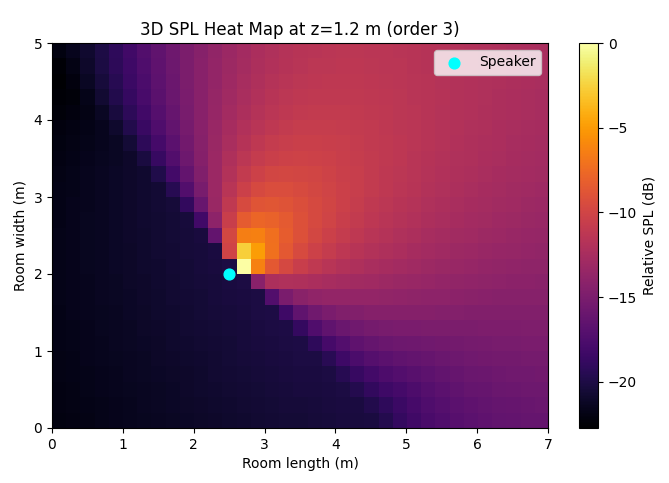 3D SPL Heat Map at z=1.2 m (order 3)
Speaker
Room width (m)
5
4
3
2
1
0
0 1 2 3 4 5 6 7
Room length (m)
0
−5
−10
−15
−20
Relative SPL (dB)